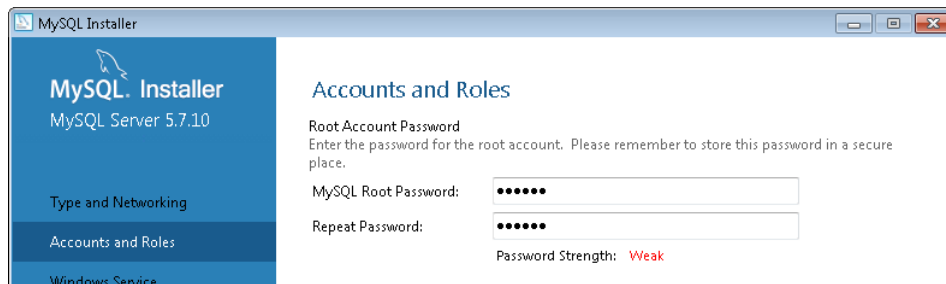 MySQL Installer
MySQL. Installer
MySQL Server 5.7.10
Type and Networking
Accounts and Roles
Windows Service
Accounts and Roles
Root Account Password
Enter the password for the root account. Please remember to store this password in a secure
place.
MySQL Root Password: ••••••
Repeat Password: ••••••
Password Strength: Weak